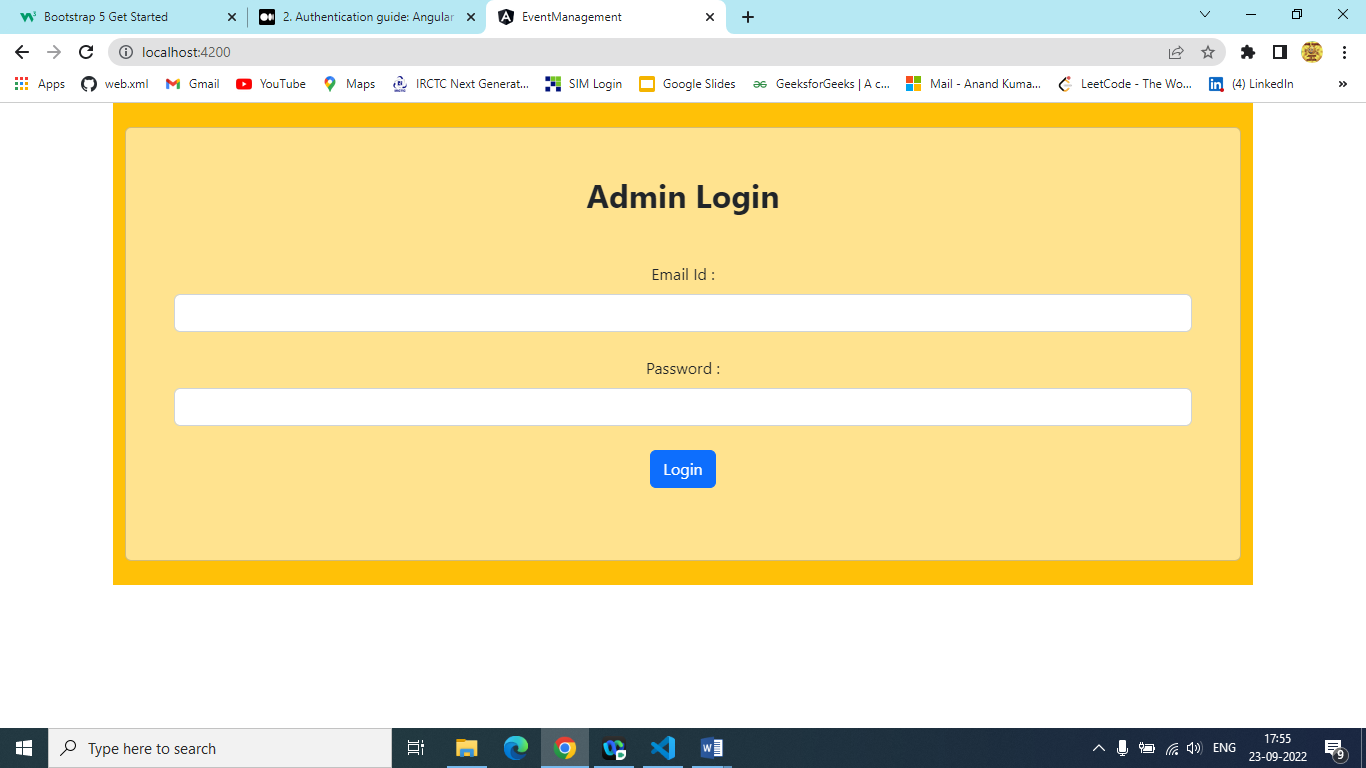 Bootstrap 5 Get Started
2. Authentication guide: Angular
EventManagement
localhost:4200
Apps
web.xml
Gmail
YouTube
Maps
IRCTC Next Generat...
SIM Login
Google Slides
GeeksforGeeks | A c...
Mail - Anand Kuma...
LeetCode - The Wo...
(4) LinkedIn
Admin Login
Email Id :
Password :
Login
Type here to search
ENG
17:55
23-09-2022
9